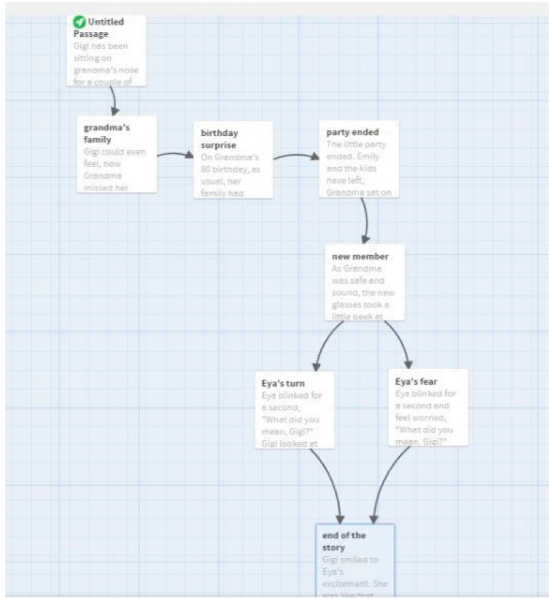 Untitled
Passage
Gigi has been
sitting on
grandma's nose
for a couple of
grandma's
family
Gigi could even
feel, now
Grandma
missed her
birthday
surprise
On Grandma's
80 birthday, as
usual, her
family had
party ended
The little party
ended. Emily
and the kids
have left,
Grandma sat on
new member
As Grandma
was safe and
sound, the new
glasses took a
little peek at
Eya's turn
Eye blinked for
a second,
"What did you
mean, Gigi?"
Gigi looked at
Eya's fear
Eye blinked for
a second and
feel worried,
"What did you
mean, Gigi?"
end of the
story
Gigi smiled to
Eye's
excitement. She